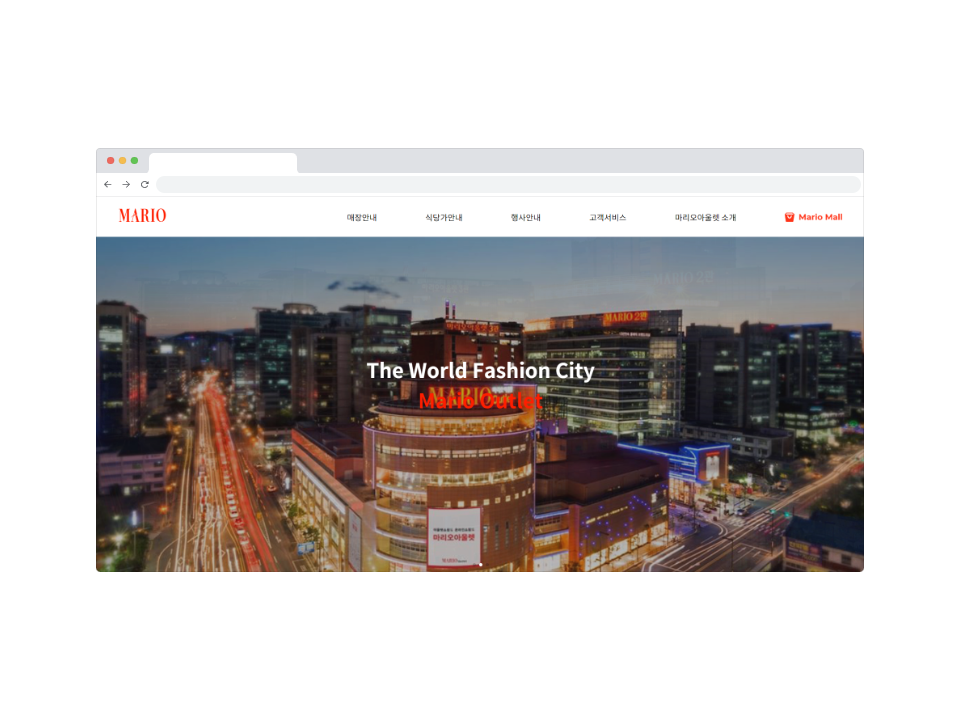 MARIO
매장안내 식당가안내 행사안내 고객서비스 마리오아울렛 소개 Mario Mall
MARIO 2관
The World Fashion City
MARIO
Mario Outlet
마리오아울렛